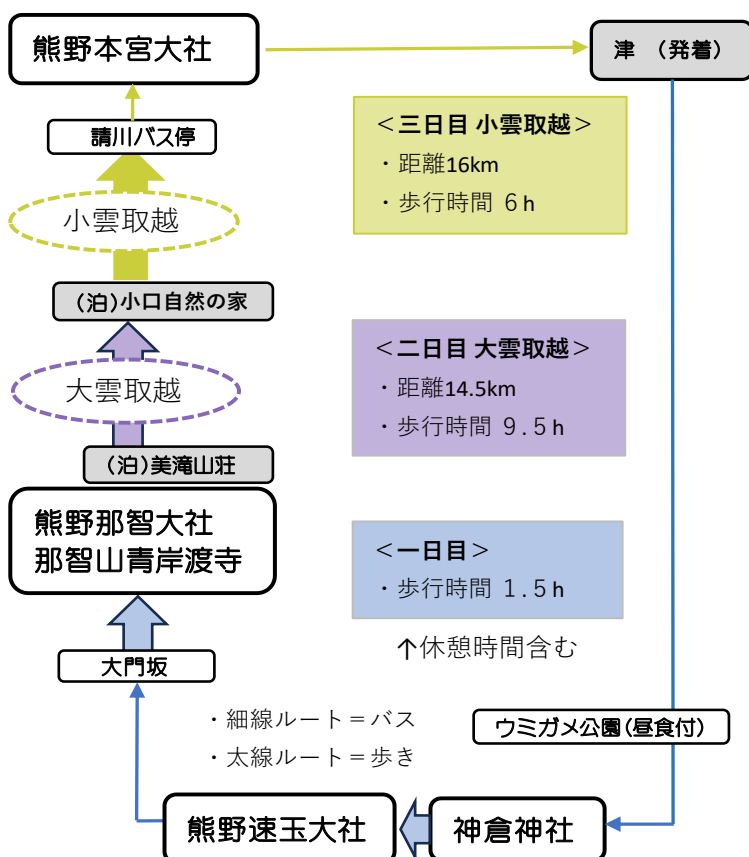 熊野本宮大社
津 （発着）
請川バス停
＜三日目 小雲取越＞
・距離16km
・歩行時間 6h
小雲取越
(泊)小口自然の家
＜二日目 大雲取越＞
・距離14.5km
・歩行時間 9.5h
大雲取越
(泊)美滝山荘
熊野那智大社
那智山青岸渡寺
＜一日目＞
・歩行時間 1.5h
↑休憩時間含む
大門坂
・細線ルート＝バス
・太線ルート＝歩き
ウミガメ公園(昼食付)
熊野速玉大社
神倉神社